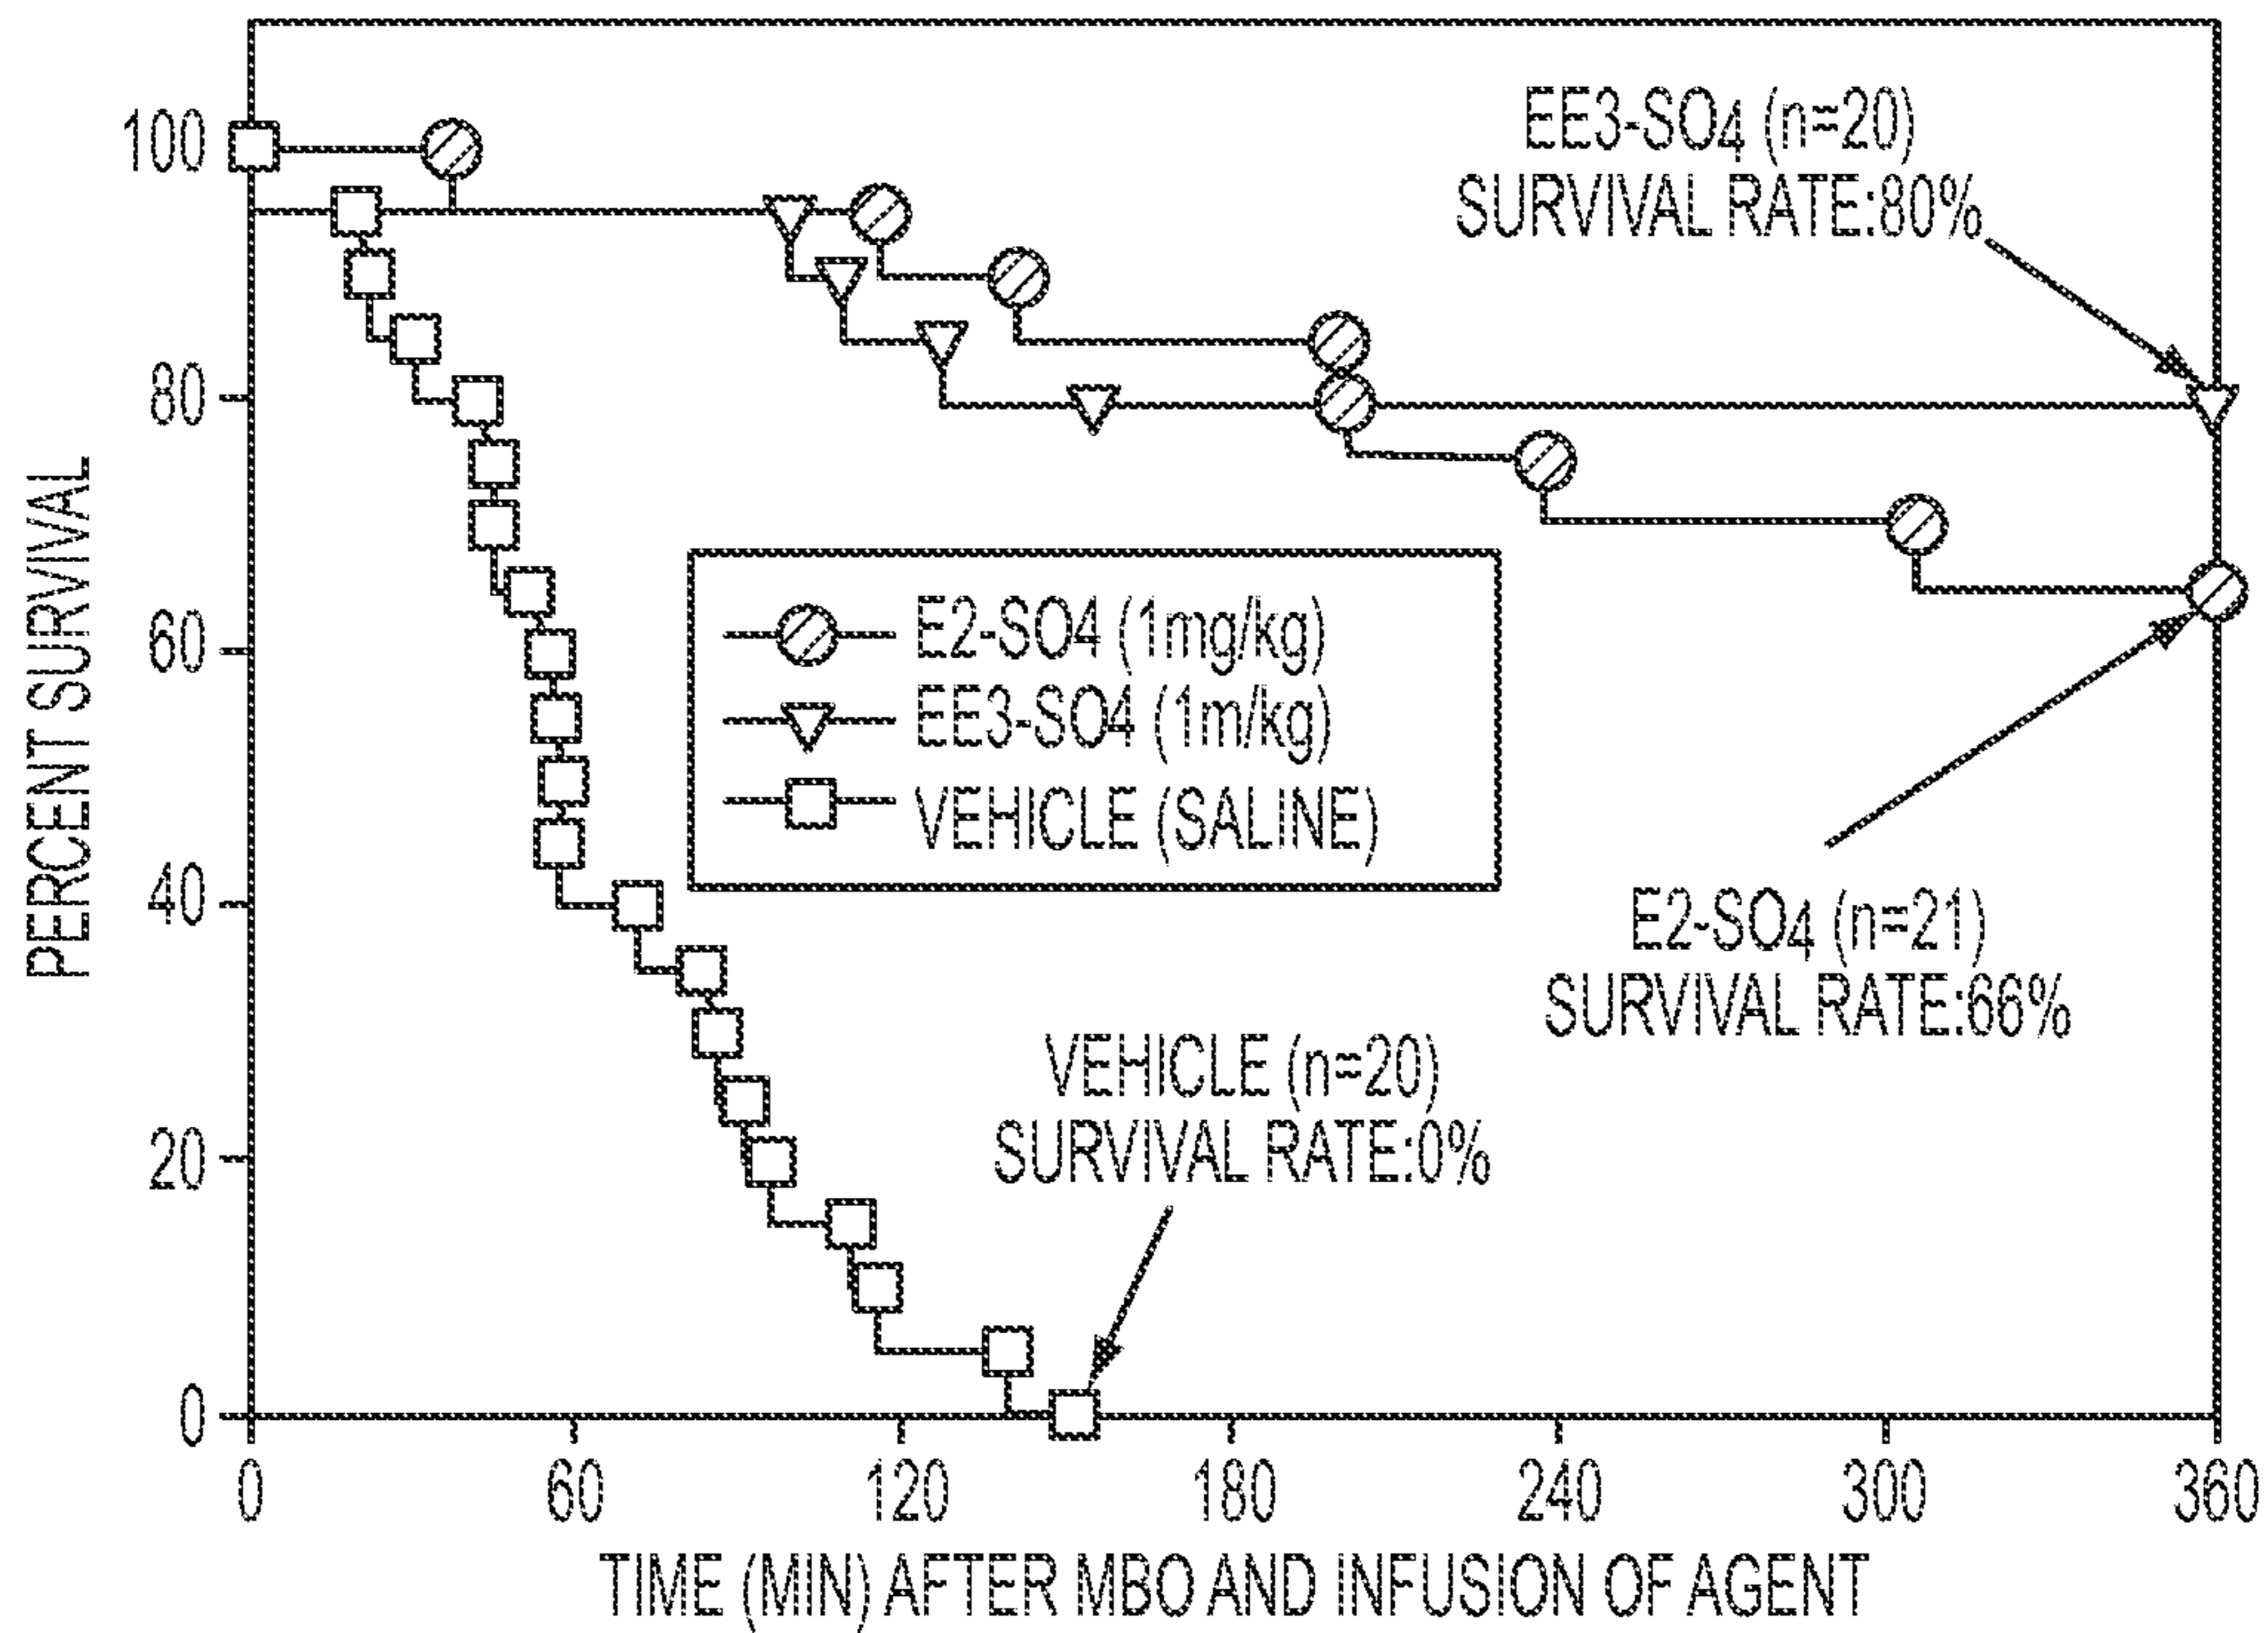 EE3-SO4 (n=20)
SURVIVAL RATE:80%
100
80
60
40
20
0
PERCENT SURVIVAL
E2-SO4 (1mg/kg)
EE3-SO4 (1m/kg)
VEHICLE (SALINE)
E2-SO4 (n=21)
SURVIVAL RATE:66%
VEHICLE (n=20)
SURVIVAL RATE:0%
0 60 120 180 240 300 360
TIME (MIN) AFTER MBO AND INFUSION OF AGENT